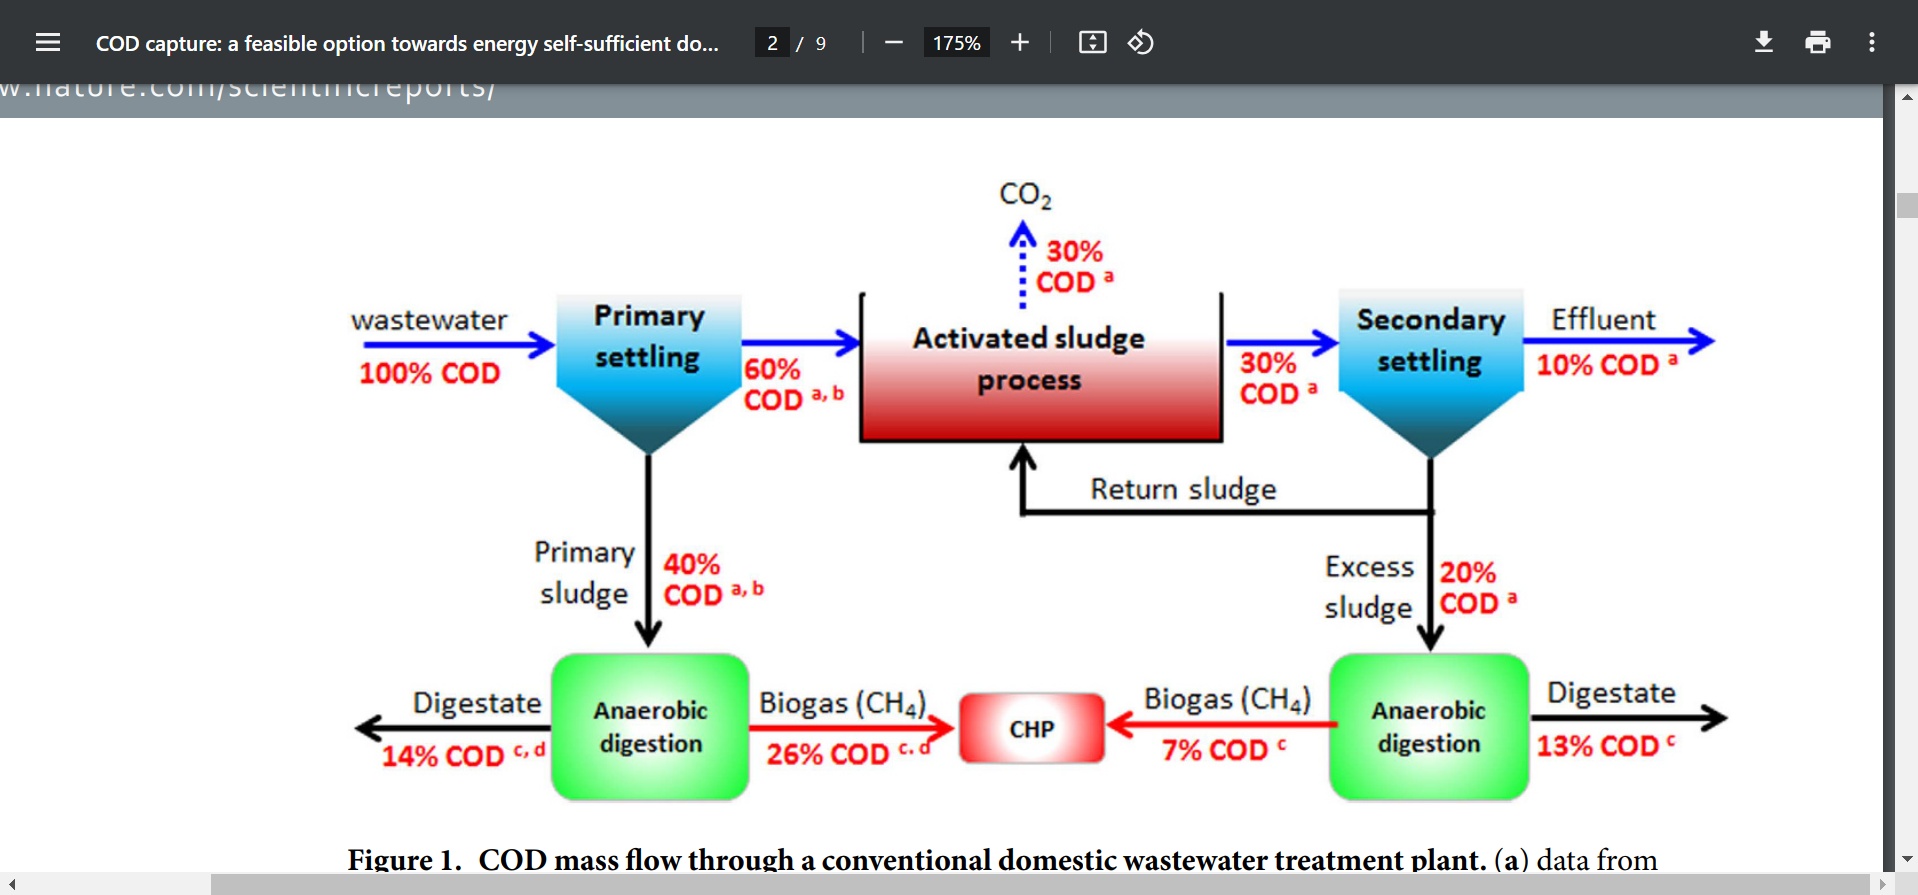 COD capture: a feasible option towards energy self-sufficient do...
2 / 9
175%
w.nature.com/scientificreports/
CO₂
30%
COD ᵃ
wastewater
100% COD
Primary
settling
60%
COD ᵃ, ᵇ
Activated sludge
process
30%
COD ᵃ
Secondary
settling
Effluent
10% COD ᵃ
Return sludge
Primary
sludge
40%
COD ᵃ, ᵇ
Excess
sludge
20%
COD ᵃ
Digestate
14% COD ᶜ, ᵈ
Anaerobic
digestion
Biogas (CH₄)
26% COD ᶜ· ᵈ
CHP
Biogas (CH₄)
7% COD ᶜ
Anaerobic
digestion
Digestate
13% COD ᶜ
Figure 1. COD mass flow through a conventional domestic wastewater treatment plant. (a) data from